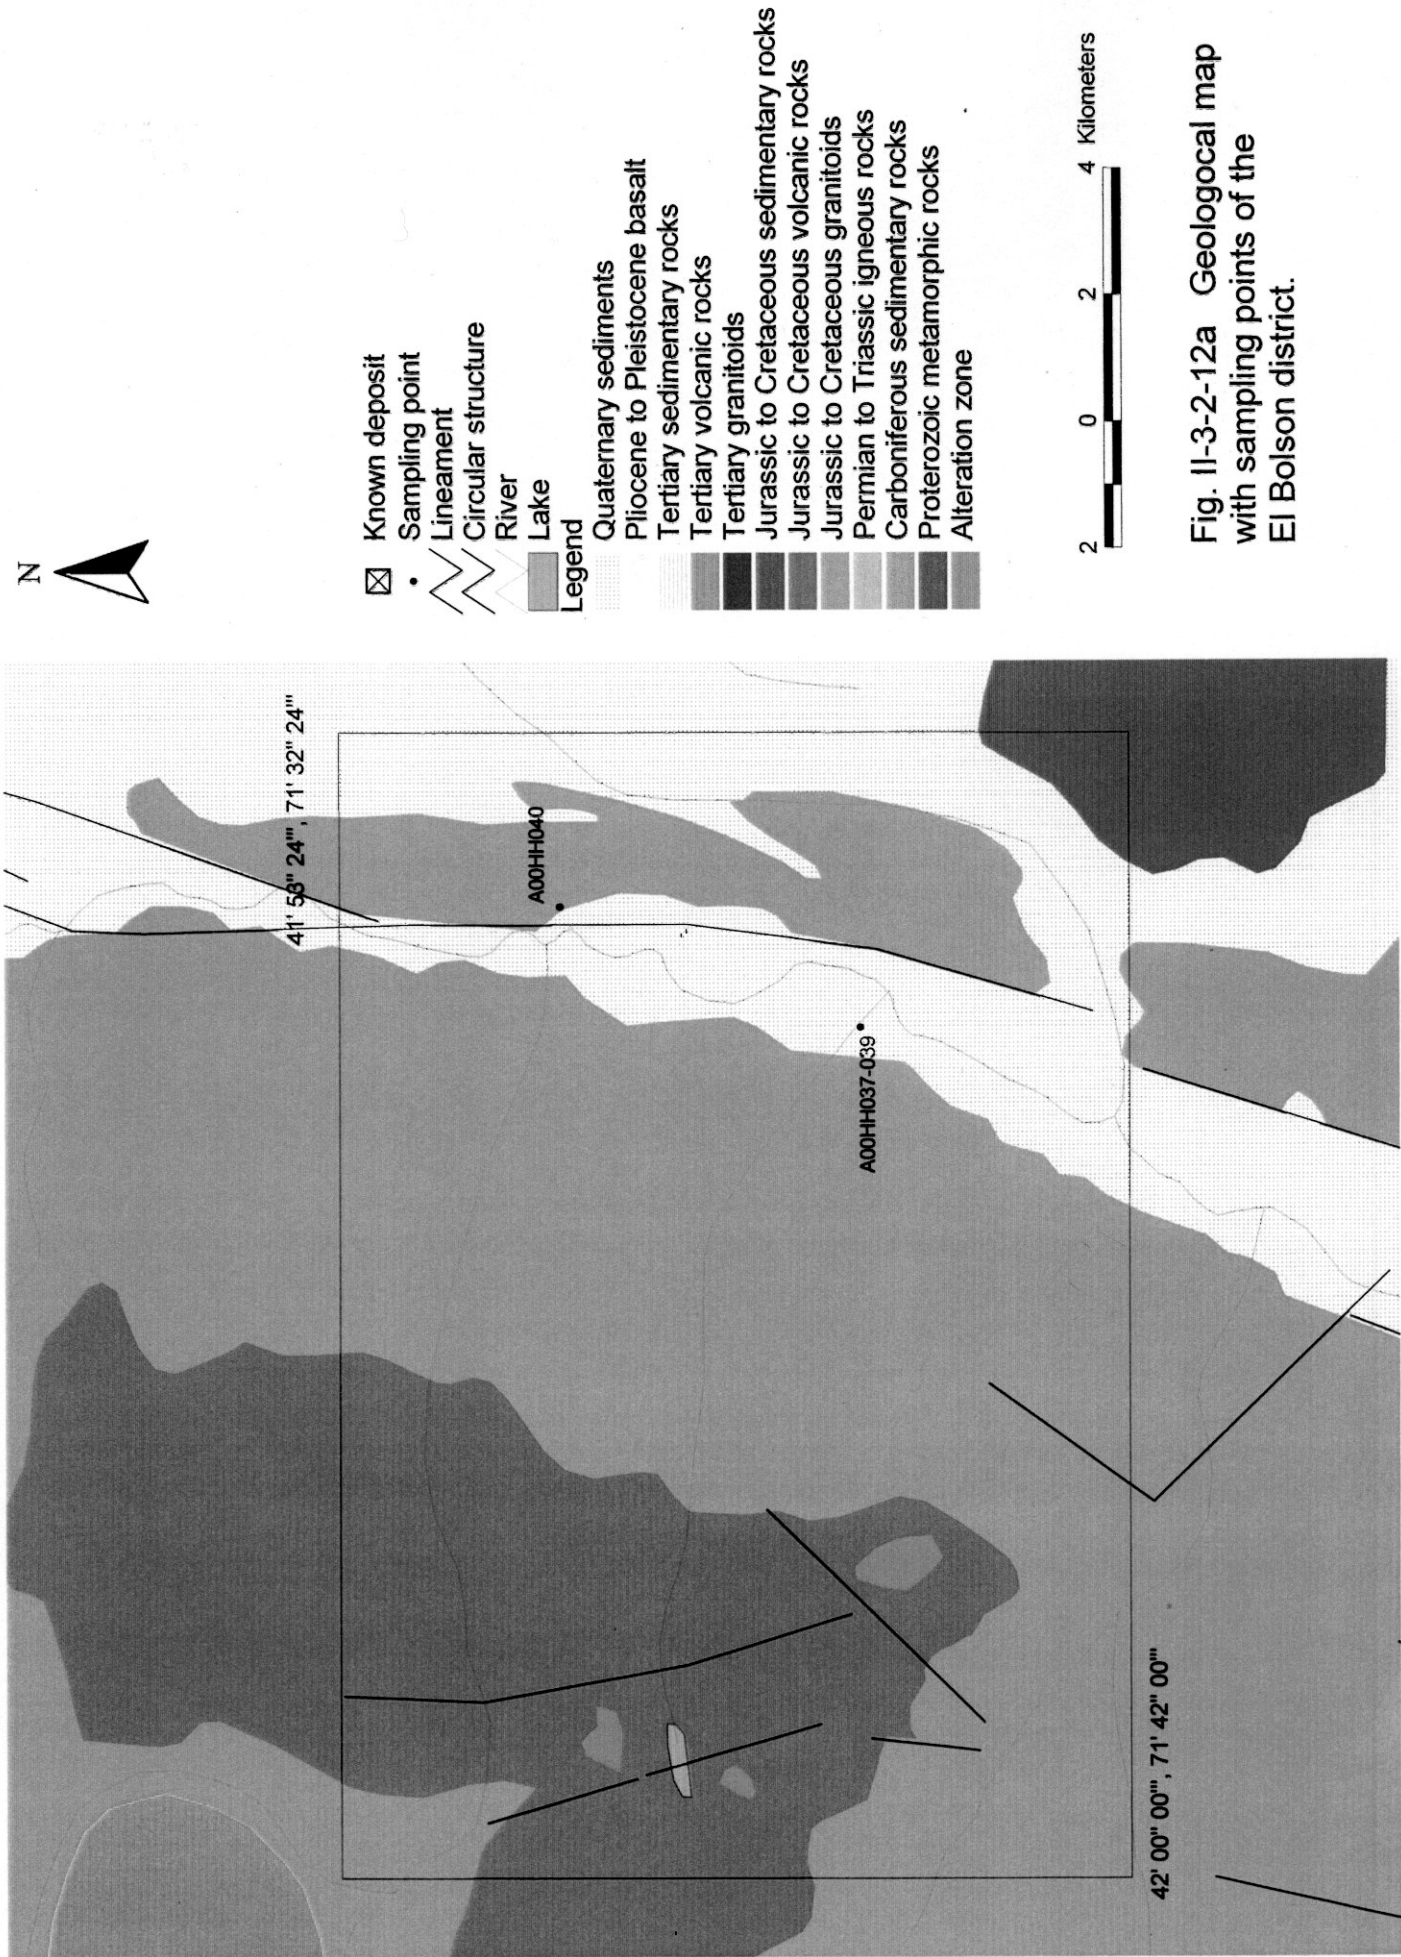 N
Known deposit
Sampling point
Lineament
Circular structure
River
Lake
Legend
Quaternary sediments
Pliocene to Pleistocene basalt
Tertiary sedimentary rocks
Tertiary volcanic rocks
Tertiary granitoids
Jurassic to Cretaceous sedimentary rocks
Jurassic to Cretaceous volcanic rocks
Jurassic to Cretaceous granitoids
Permian to Triassic igneous rocks
Carboniferous sedimentary rocks
Proterozoic metamorphic rocks
Alteration zone
2 0 2 4 Kilometers
Fig. II-3-2-12a Geologocal map
with sampling points of the
El Bolson district.
41' 53" 24''', 71' 32" 24'''
A00HH040
A00HH037-039
42' 00" 00''', 71' 42" 00'''